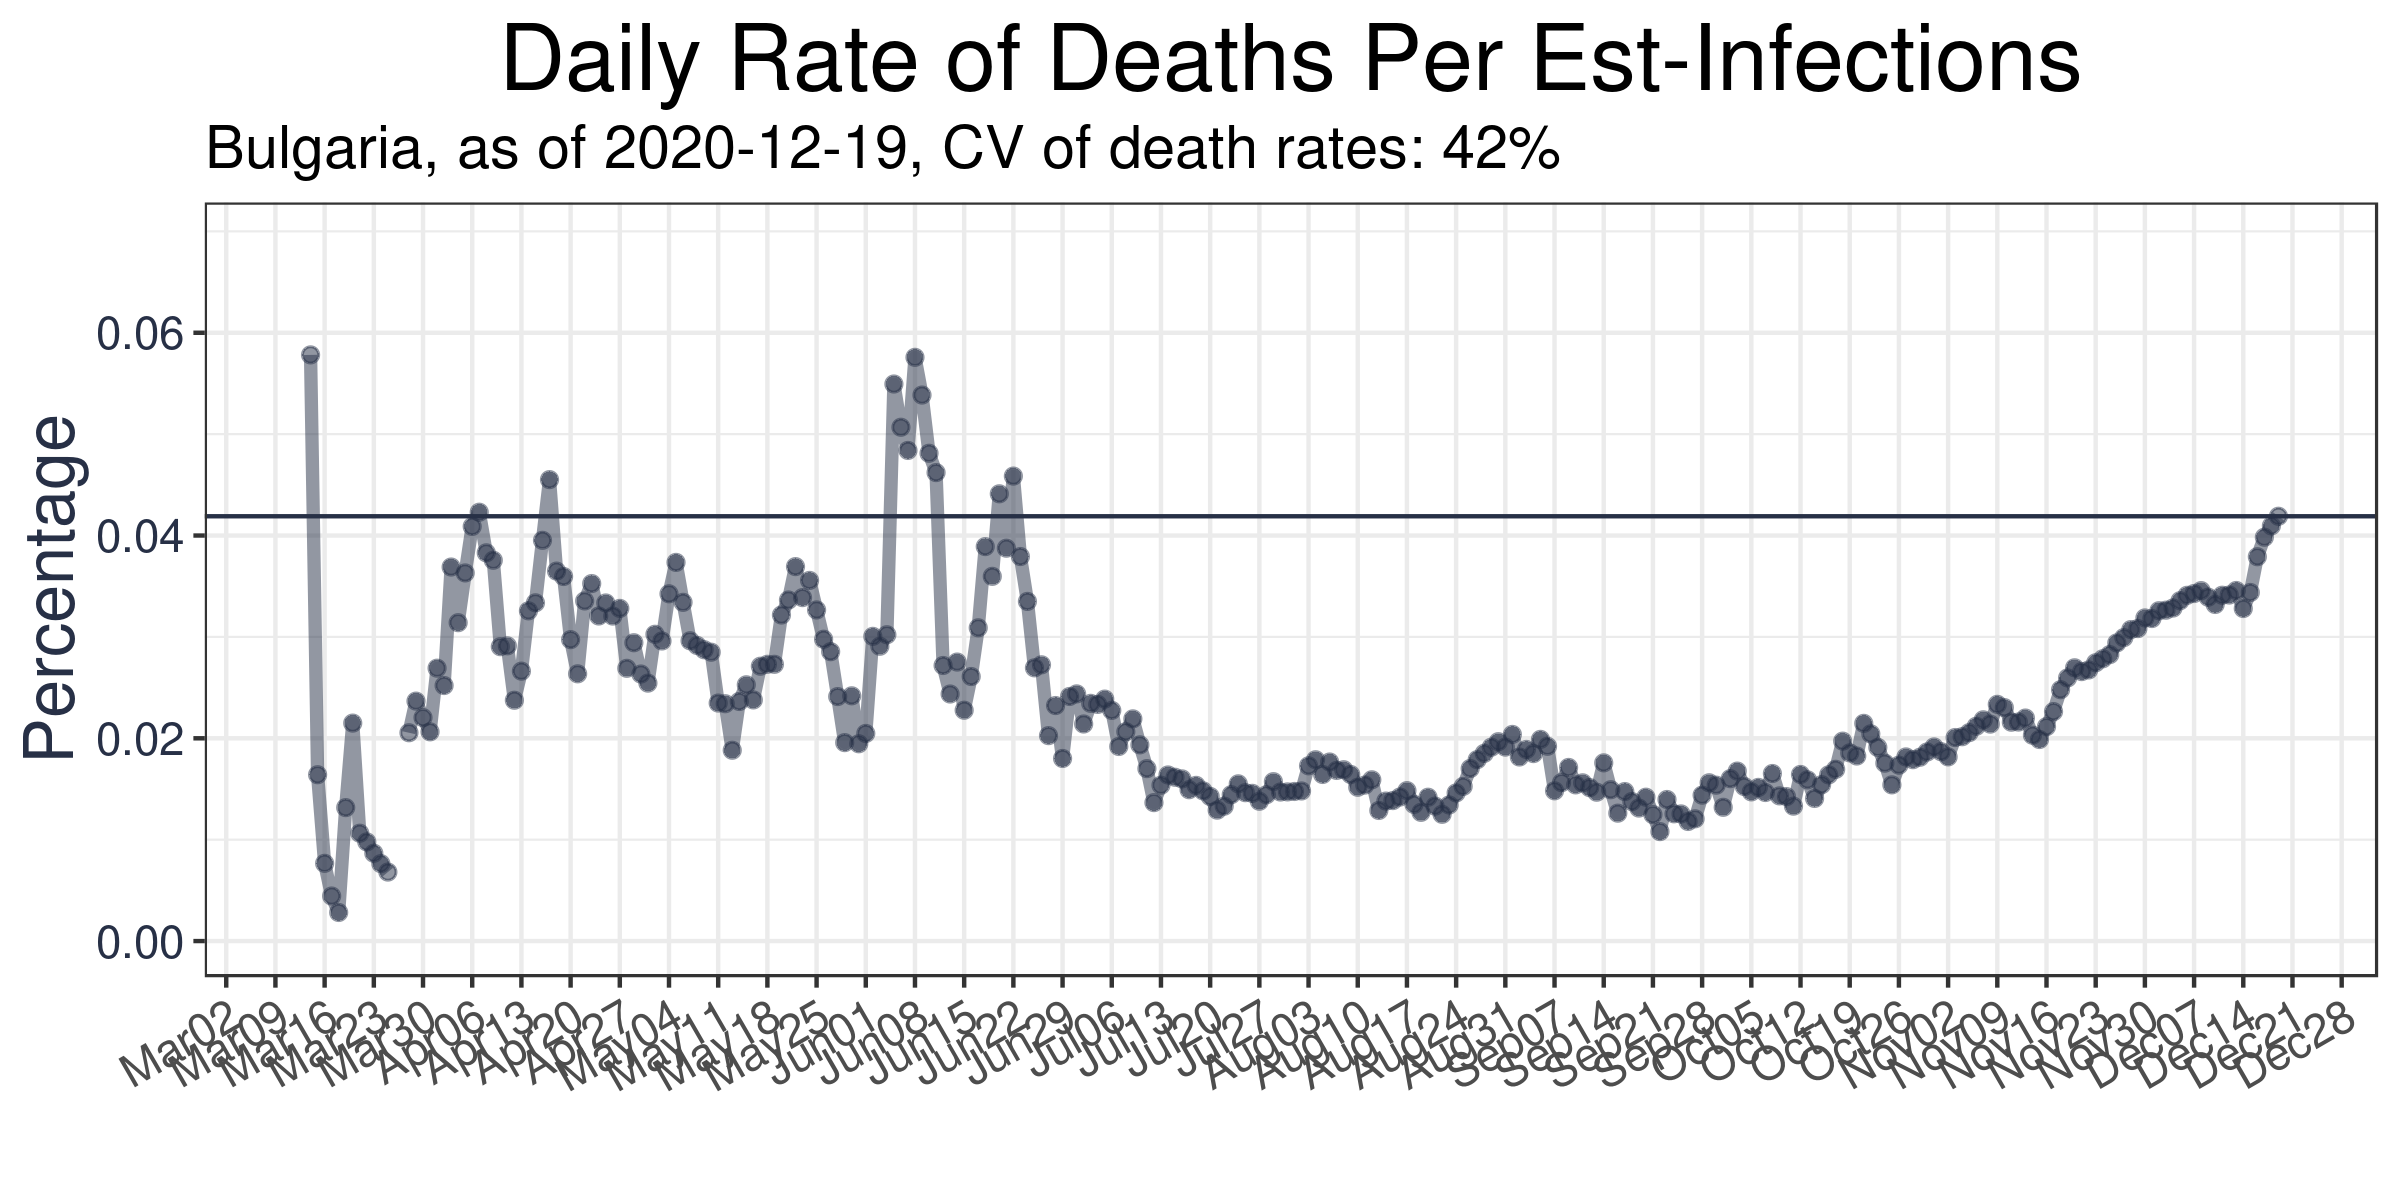 Daily Rate of Deaths Per Est-Infections
Bulgaria, as of 2020-12-19, CV of death rates: 42%
Percentage
0.06
0.04
0.02
0.00
Mar02
Mar09
Mar16
Mar23
Mar30
Apr06
Apr13
Apr20
Apr27
May04
May11
May18
May25
Jun01
Jun08
Jun15
Jun22
Jun29
Jul06
Jul13
Jul20
Jul27
Aug03
Aug10
Aug17
Aug24
Aug31
Sep07
Sep14
Sep21
Sep28
Oct05
Oct12
Oct19
Oct26
Nov02
Nov09
Nov16
Nov23
Nov30
Dec07
Dec14
Dec21
Dec28